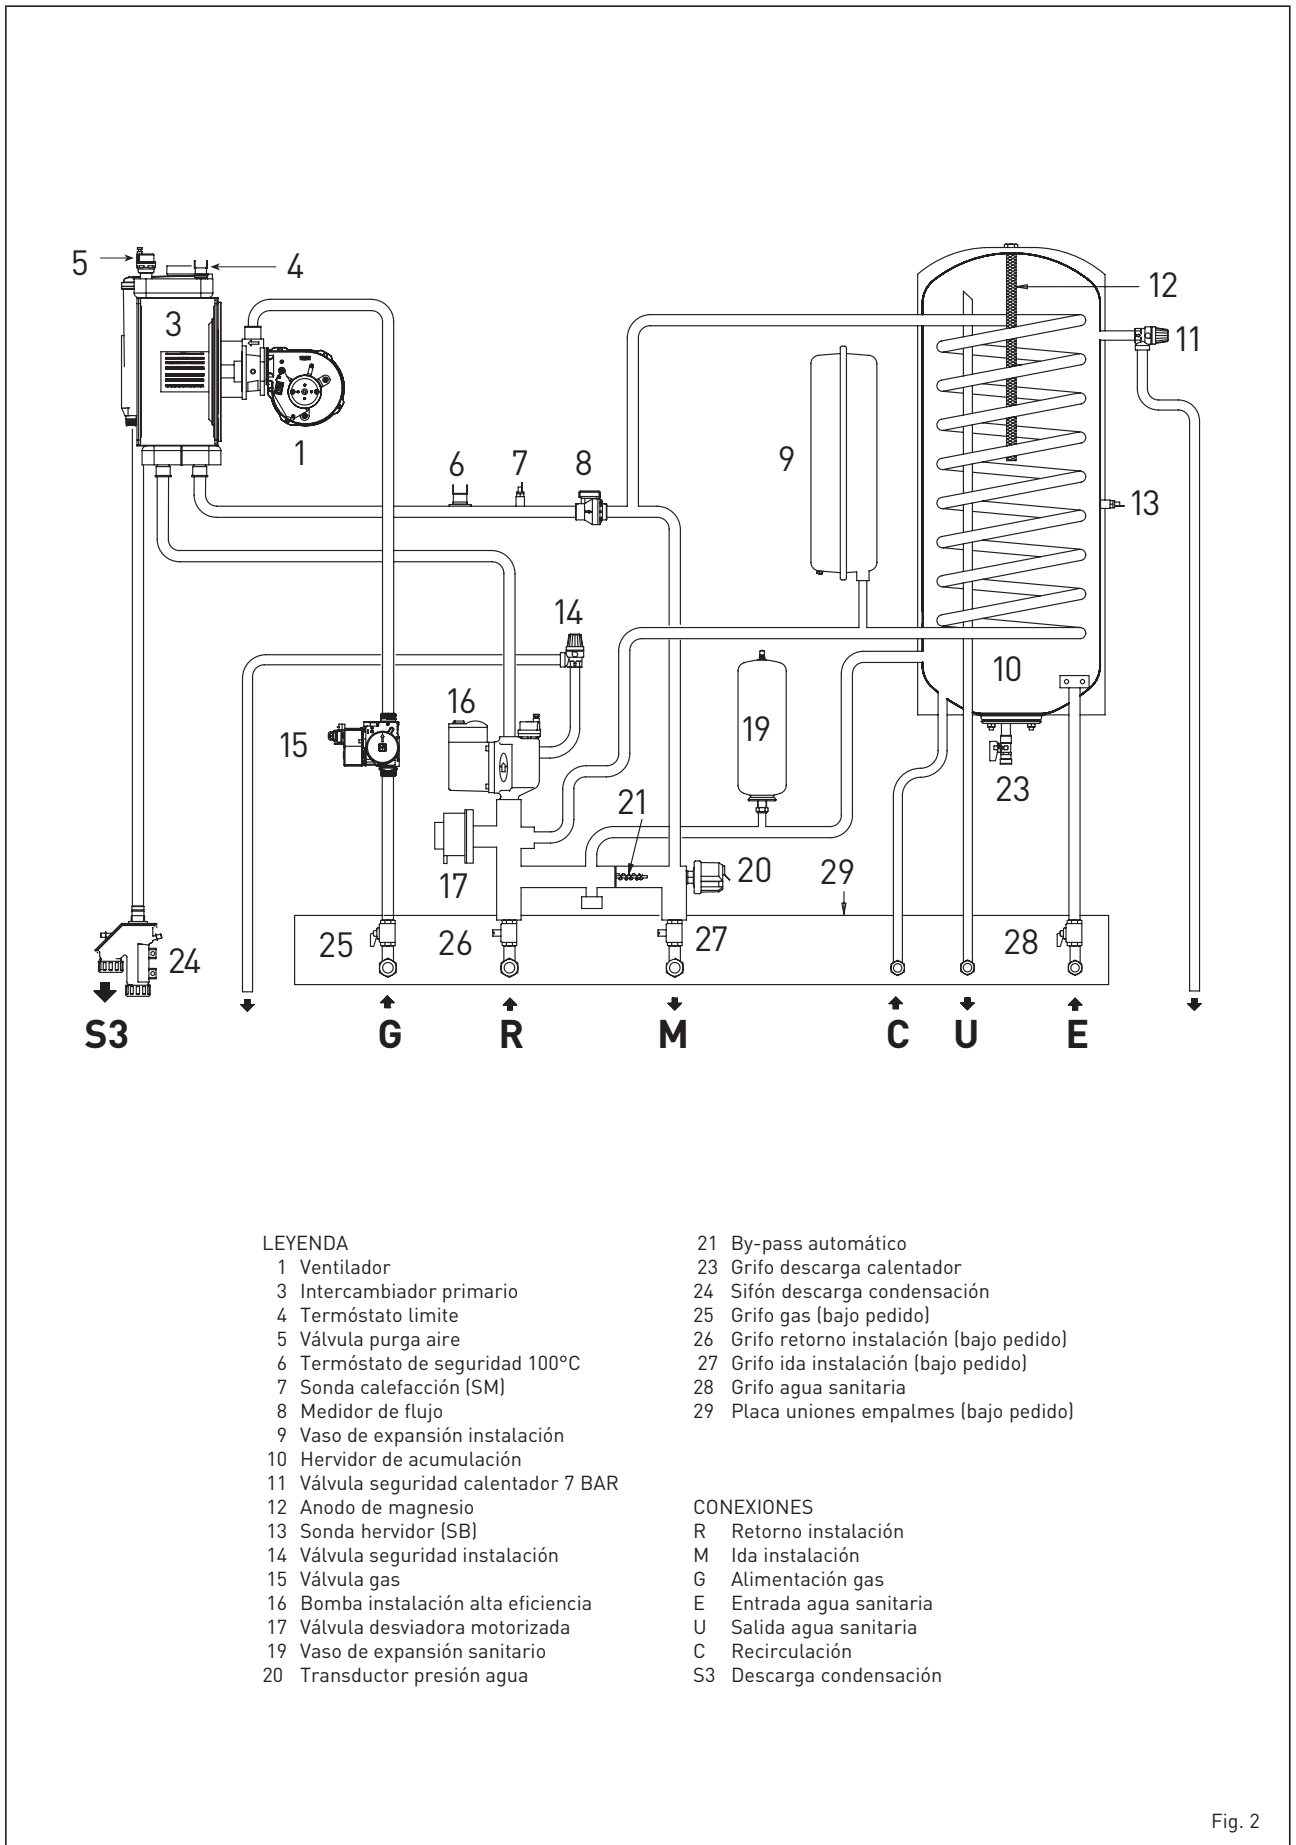 5
4
12
3
11
1
6
7
8
9
13
14
10
16
15
19
23
21
17
20
29
24
25
26
27
28
S3
G
R
M
C
U
E
LEYENDA
1 Ventilador
3 Intercambiador primario
4 Termóstato limite
5 Válvula purga aire
6 Termóstato de seguridad 100°C
7 Sonda calefacción (SM)
8 Medidor de flujo
9 Vaso de expansión instalación
10 Hervidor de acumulación
11 Válvula seguridad calentador 7 BAR
12 Anodo de magnesio
13 Sonda hervidor (SB)
14 Válvula seguridad instalación
15 Válvula gas
16 Bomba instalación alta eficiencia
17 Válvula desviadora motorizada
19 Vaso de expansión sanitario
20 Transductor presión agua
21 By-pass automático
23 Grifo descarga calentador
24 Sifón descarga condensación
25 Grifo gas (bajo pedido)
26 Grifo retorno instalación (bajo pedido)
27 Grifo ida instalación (bajo pedido)
28 Grifo agua sanitaria
29 Placa uniones empalmes (bajo pedido)
CONEXIONES
R Retorno instalación
M Ida instalación
G Alimentación gas
E Entrada agua sanitaria
U Salida agua sanitaria
C Recirculación
S3 Descarga condensación
Fig. 2